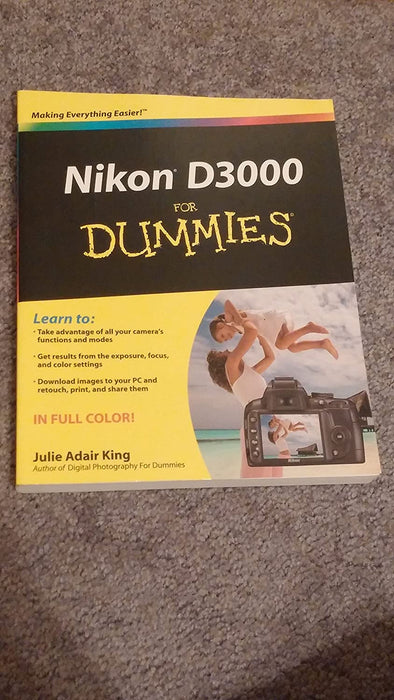 Making Everything Easier!™
Nikon® D3000
FOR
DUMMIES®
Learn to:
• Take advantage of all your camera's
functions and modes
• Get results from the exposure, focus,
and color settings
• Download images to your PC and
retouch, print, and share them
IN FULL COLOR!
Julie Adair King
Author of Digital Photography For Dummies
Nikon